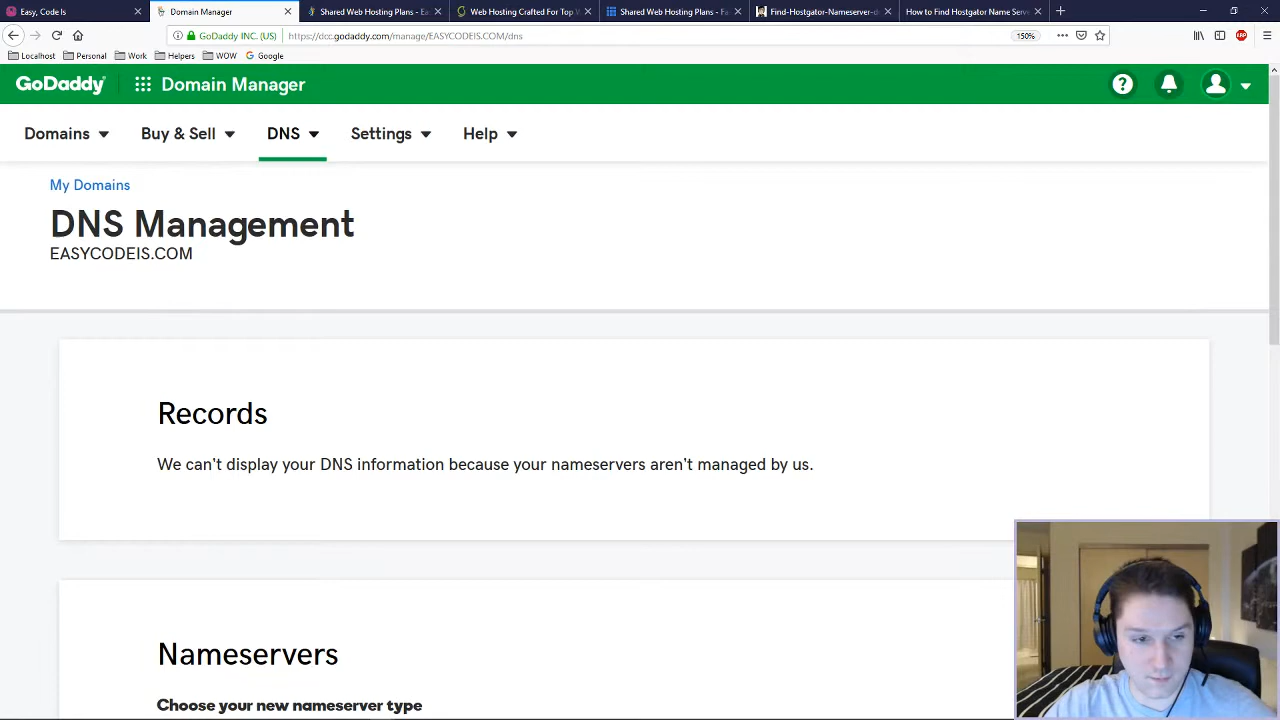 Easy, Code Is
Domain Manager
Shared Web Hosting Plans - Ea
Web Hosting Crafted For Top W
Shared Web Hosting Plans - Fa
Find-Hostgator-Nameserver-d
How to Find Hostgator Name Serv
GoDaddy INC. (US)
https://dcc.godaddy.com/manage/EASYCODEIS.COM/dns
150%
Localhost
Personal
Work
Helpers
WOW
Google
GoDaddy
Domain Manager
Domains
Buy & Sell
DNS
Settings
Help
My Domains
DNS Management
EASYCODEIS.COM
Records
We can't display your DNS information because your nameservers aren't managed by us.
Nameservers
Choose your new nameserver type